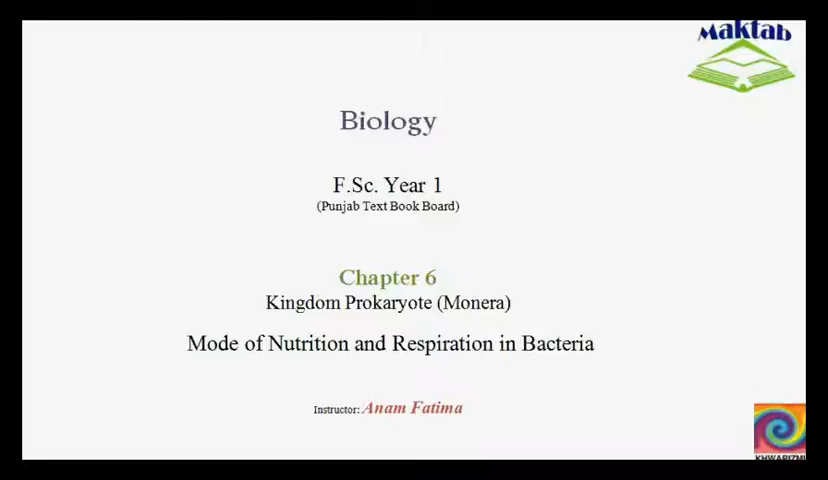 Maktab
Biology
F.Sc. Year 1
(Punjab Text Book Board)
Chapter 6
Kingdom Prokaryote (Monera)
Mode of Nutrition and Respiration in Bacteria
Instructor: Anam Fatima
KHWARIZMI